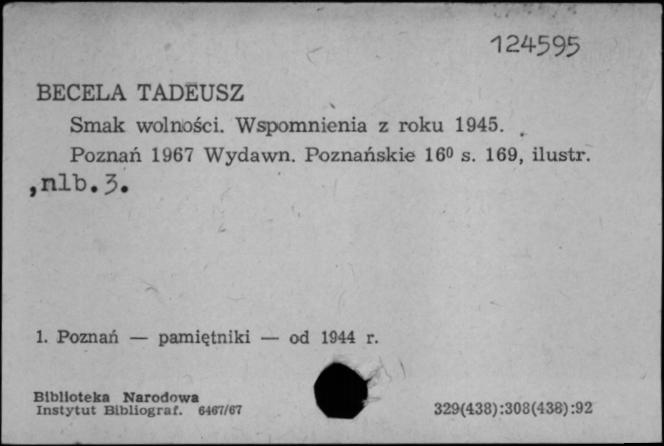 124595
BECELA TADEUSZ
Smak wolności. Wspomnienia z roku 1945.
Poznań 1967 Wydawn. Poznańskie 16⁰ s. 169, ilustr.
,nlb.3.
1. Poznań — pamiętniki — od 1944 r.
Biblioteka Narodowa
Instytut Bibliograf. 6467/67
329(438):308(438):92